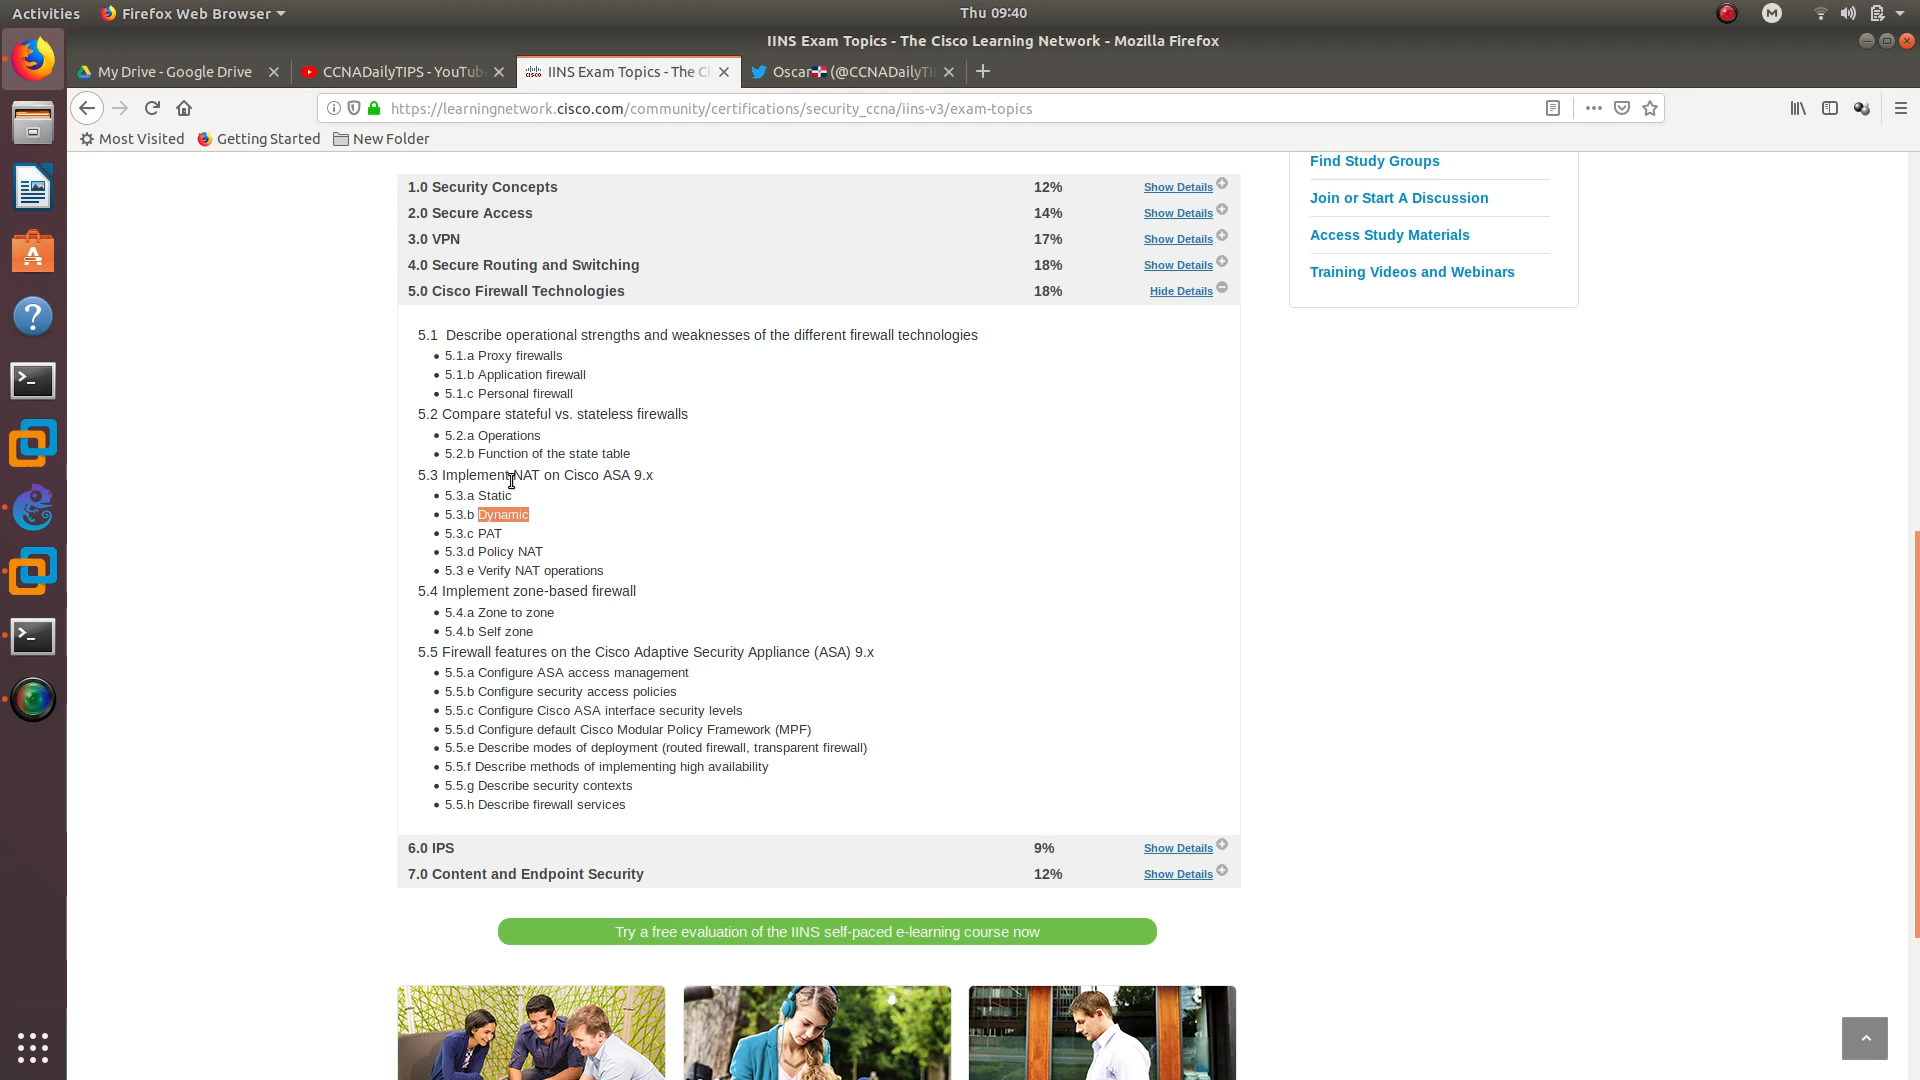 Activities Firefox Web Browser Thu 09:40 M
IINS Exam Topics - The Cisco Learning Network - Mozilla Firefox
My Drive - Google Drive CCNADailyTIPS - YouTub IINS Exam Topics - The C Oscar (@CCNADailyTI
https://learningnetwork.cisco.com/community/certifications/security_ccna/iins-v3/exam-topics
Most Visited Getting Started New Folder
Find Study Groups
Join or Start A Discussion
Access Study Materials
Training Videos and Webinars
1.0 Security Concepts 12% Show Details
2.0 Secure Access 14% Show Details
3.0 VPN 17% Show Details
4.0 Secure Routing and Switching 18% Show Details
5.0 Cisco Firewall Technologies 18% Hide Details
5.1 Describe operational strengths and weaknesses of the different firewall technologies
• 5.1.a Proxy firewalls
• 5.1.b Application firewall
• 5.1.c Personal firewall
5.2 Compare stateful vs. stateless firewalls
• 5.2.a Operations
• 5.2.b Function of the state table
5.3 Implement NAT on Cisco ASA 9.x
• 5.3.a Static
• 5.3.b Dynamic
• 5.3.c PAT
• 5.3.d Policy NAT
• 5.3 e Verify NAT operations
5.4 Implement zone-based firewall
• 5.4.a Zone to zone
• 5.4.b Self zone
5.5 Firewall features on the Cisco Adaptive Security Appliance (ASA) 9.x
• 5.5.a Configure ASA access management
• 5.5.b Configure security access policies
• 5.5.c Configure Cisco ASA interface security levels
• 5.5.d Configure default Cisco Modular Policy Framework (MPF)
• 5.5.e Describe modes of deployment (routed firewall, transparent firewall)
• 5.5.f Describe methods of implementing high availability
• 5.5.g Describe security contexts
• 5.5.h Describe firewall services
6.0 IPS 9% Show Details
7.0 Content and Endpoint Security 12% Show Details
Try a free evaluation of the IINS self-paced e-learning course now